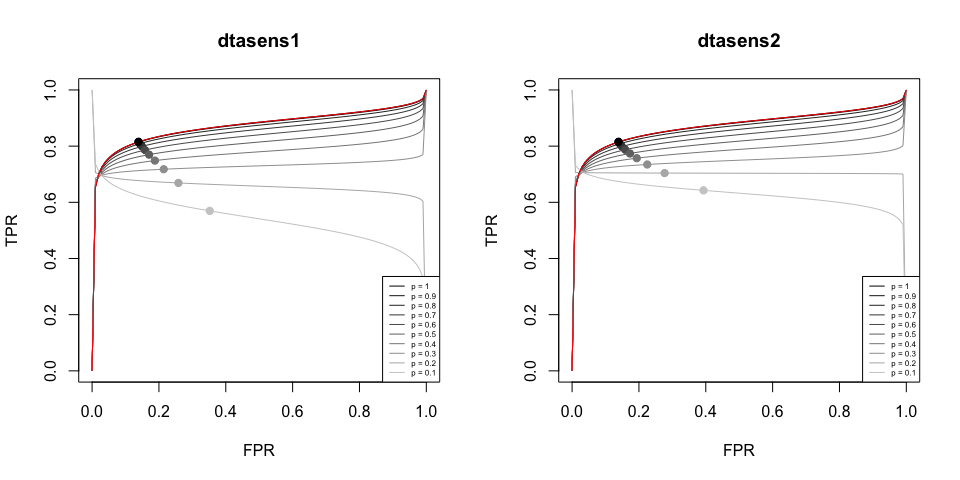 dtasens1
TPR
1.0
0.8
0.6
0.4
0.2
0.0
p = 1
p = 0.9
p = 0.8
p = 0.7
p = 0.6
p = 0.5
p = 0.4
p = 0.3
p = 0.2
p = 0.1
0.0 0.2 0.4 0.6 0.8 1.0
FPR
dtasens2
TPR
1.0
0.8
0.6
0.4
0.2
0.0
p = 1
p = 0.9
p = 0.8
p = 0.7
p = 0.6
p = 0.5
p = 0.4
p = 0.3
p = 0.2
p = 0.1
0.0 0.2 0.4 0.6 0.8 1.0
FPR